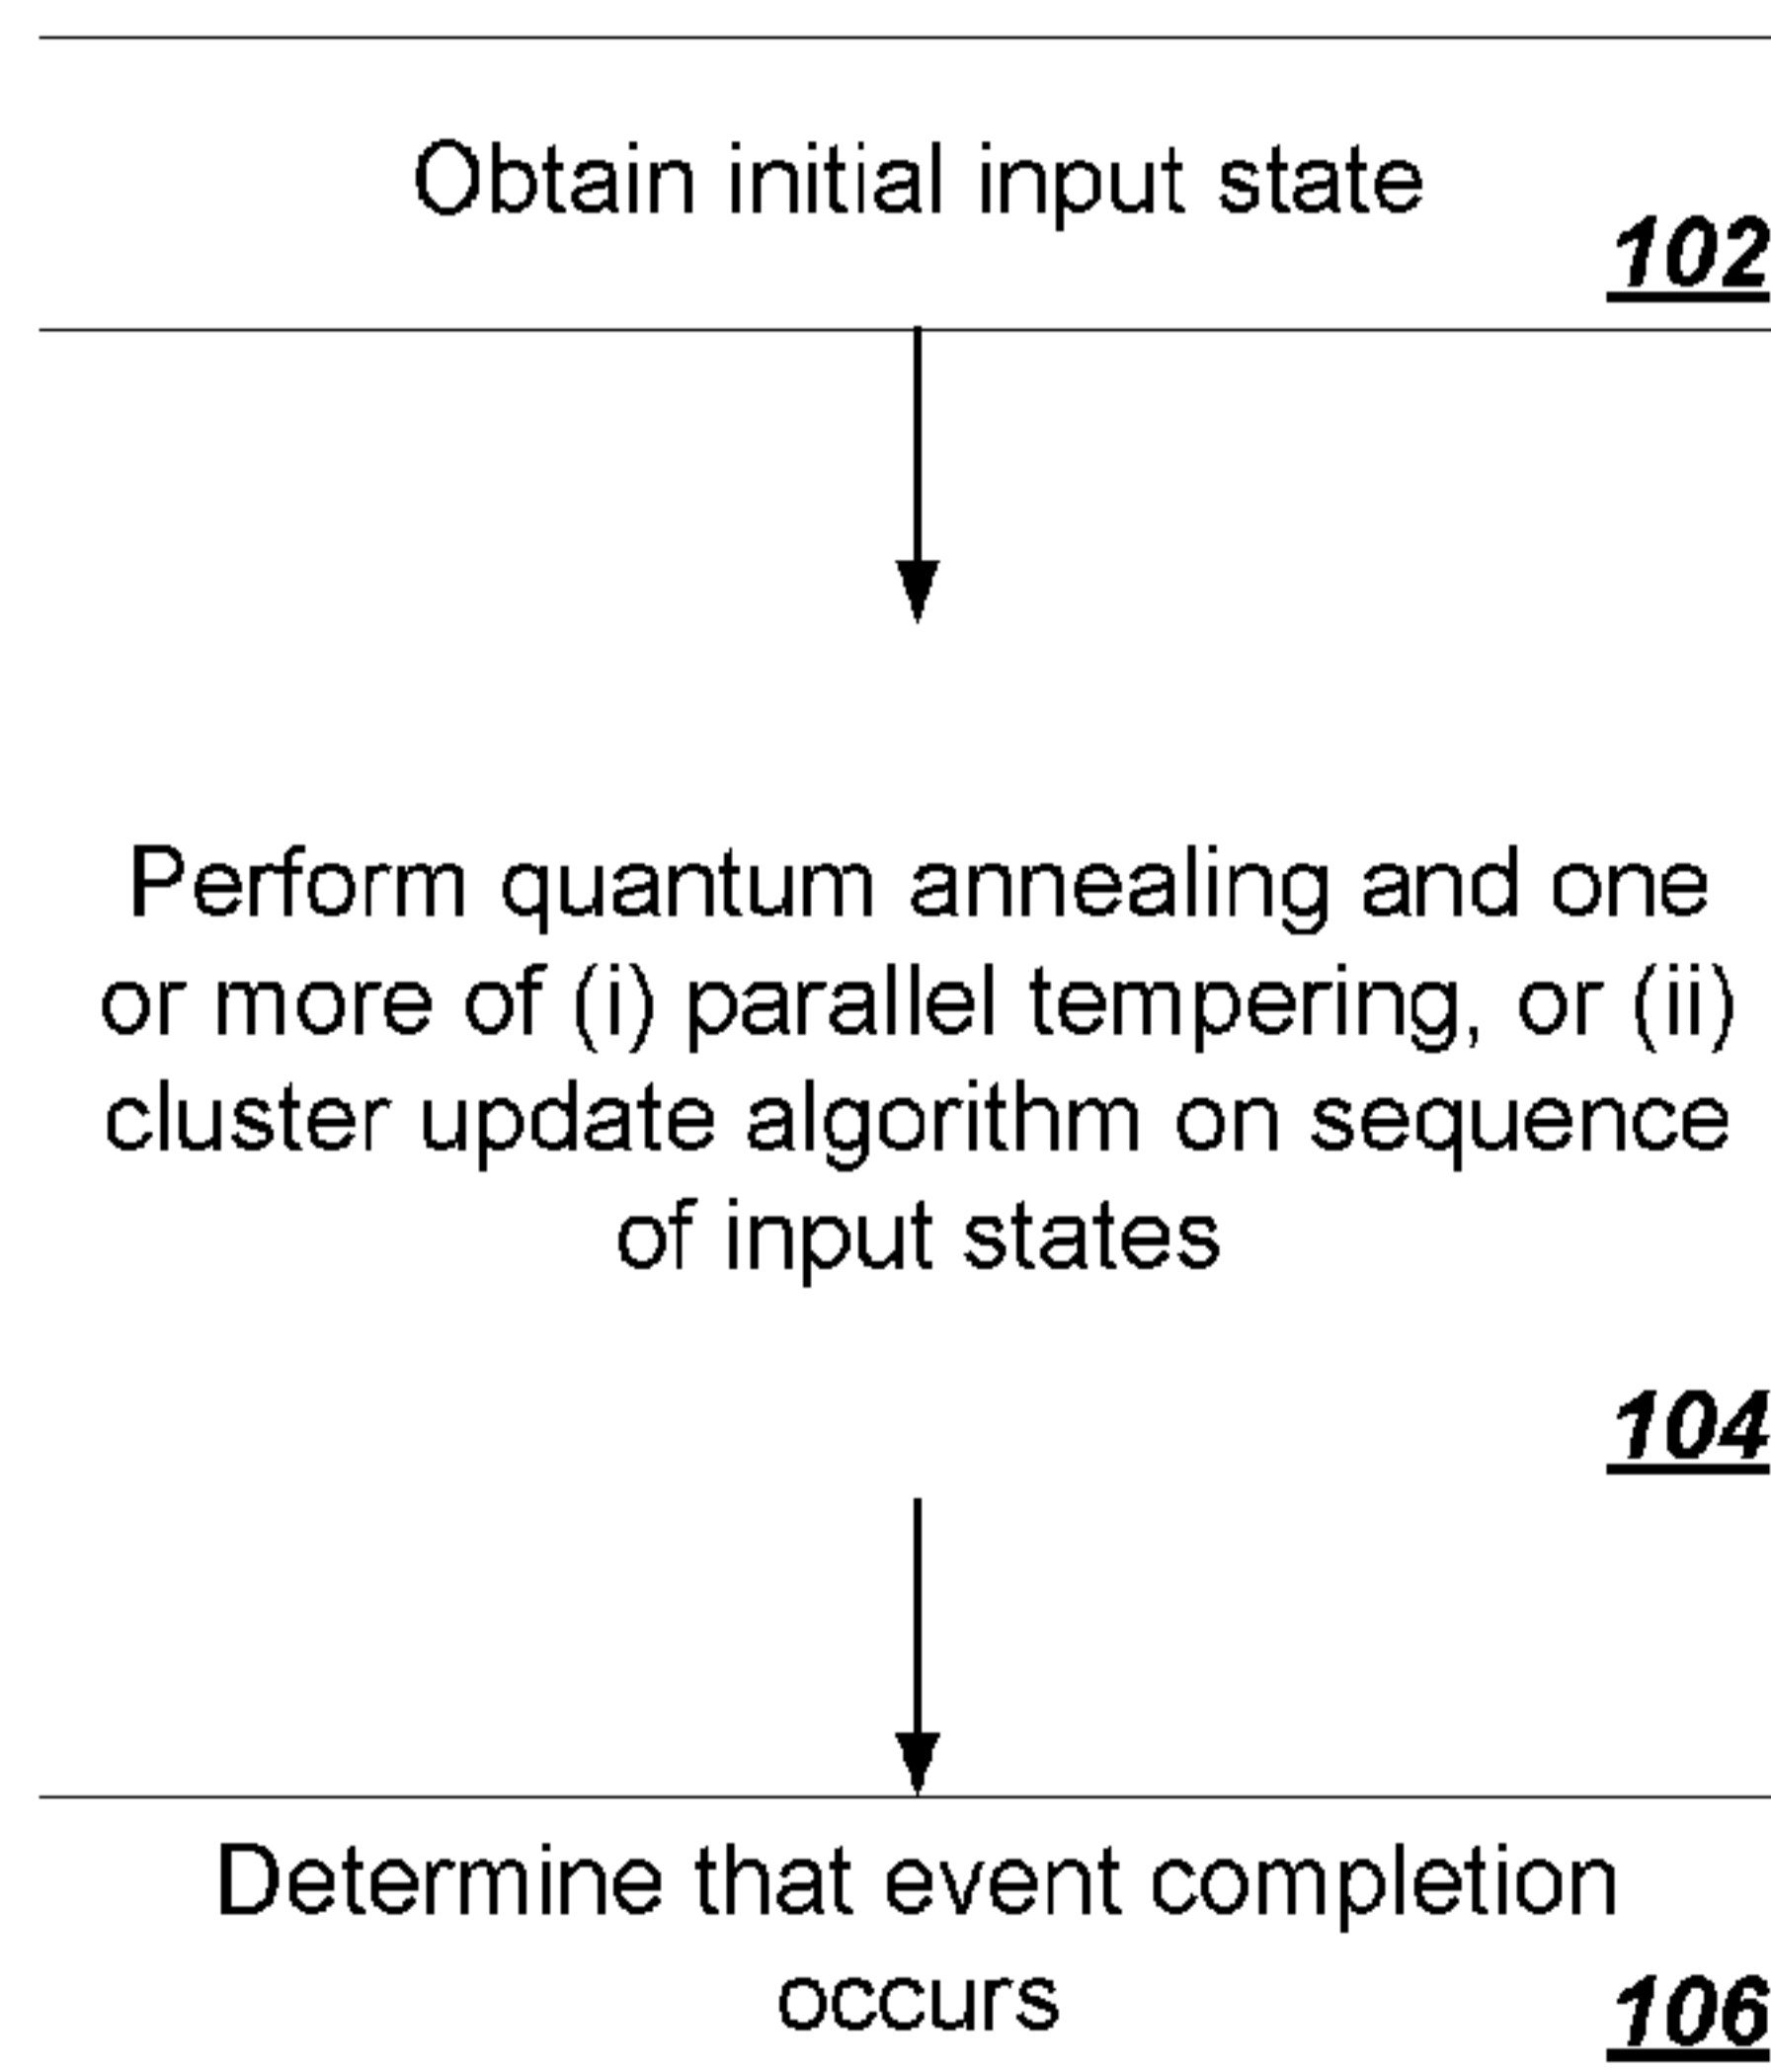 Obtain initial input state
102
Perform quantum annealing and one
or more of (i) parallel tempering, or (ii)
cluster update algorithm on sequence
of input states
104
Determine that event completion
occurs
106